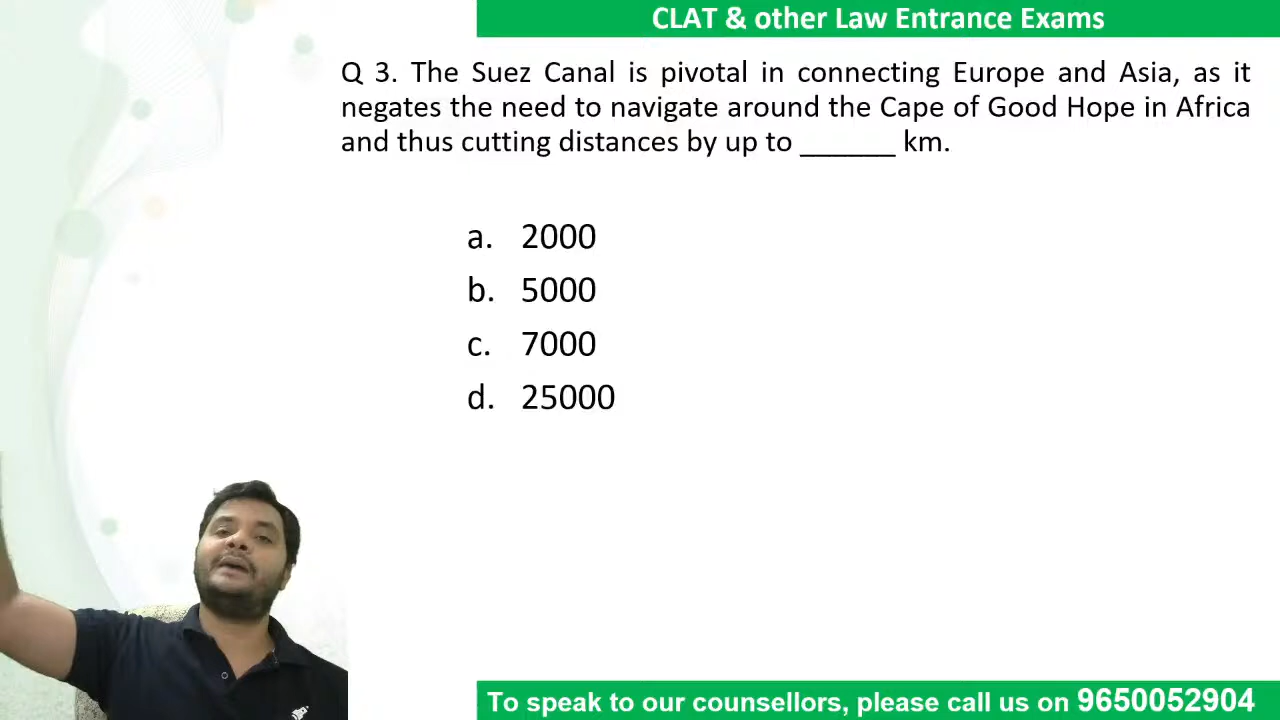 CLAT & other Law Entrance Exams
Q 3. The Suez Canal is pivotal in connecting Europe and Asia, as it
negates the need to navigate around the Cape of Good Hope in Africa
and thus cutting distances by up to ______ km.
a. 2000
b. 5000
c. 7000
d. 25000
To speak to our counsellors, please call us on 9650052904